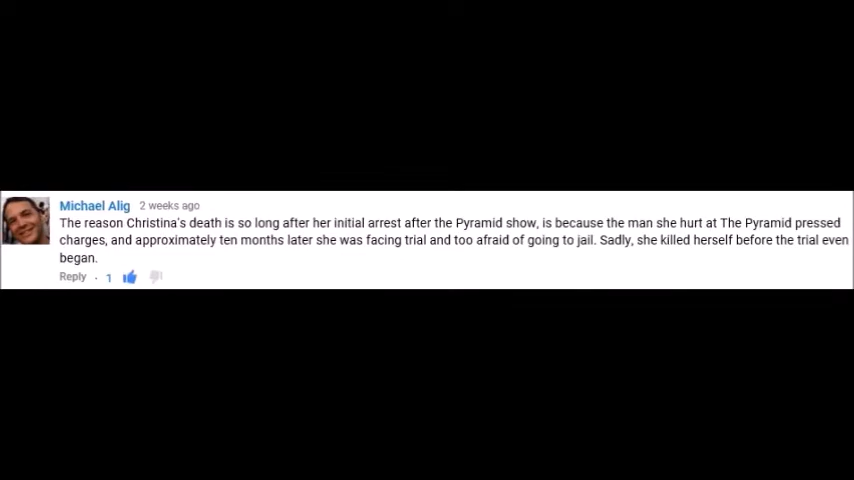 Michael Alig 2 weeks ago
The reason Christina's death is so long after her initial arrest after the Pyramid show, is because the man she hurt at The Pyramid pressed
charges, and approximately ten months later she was facing trial and too afraid of going to jail. Sadly, she killed herself before the trial even
began.
Reply · 1